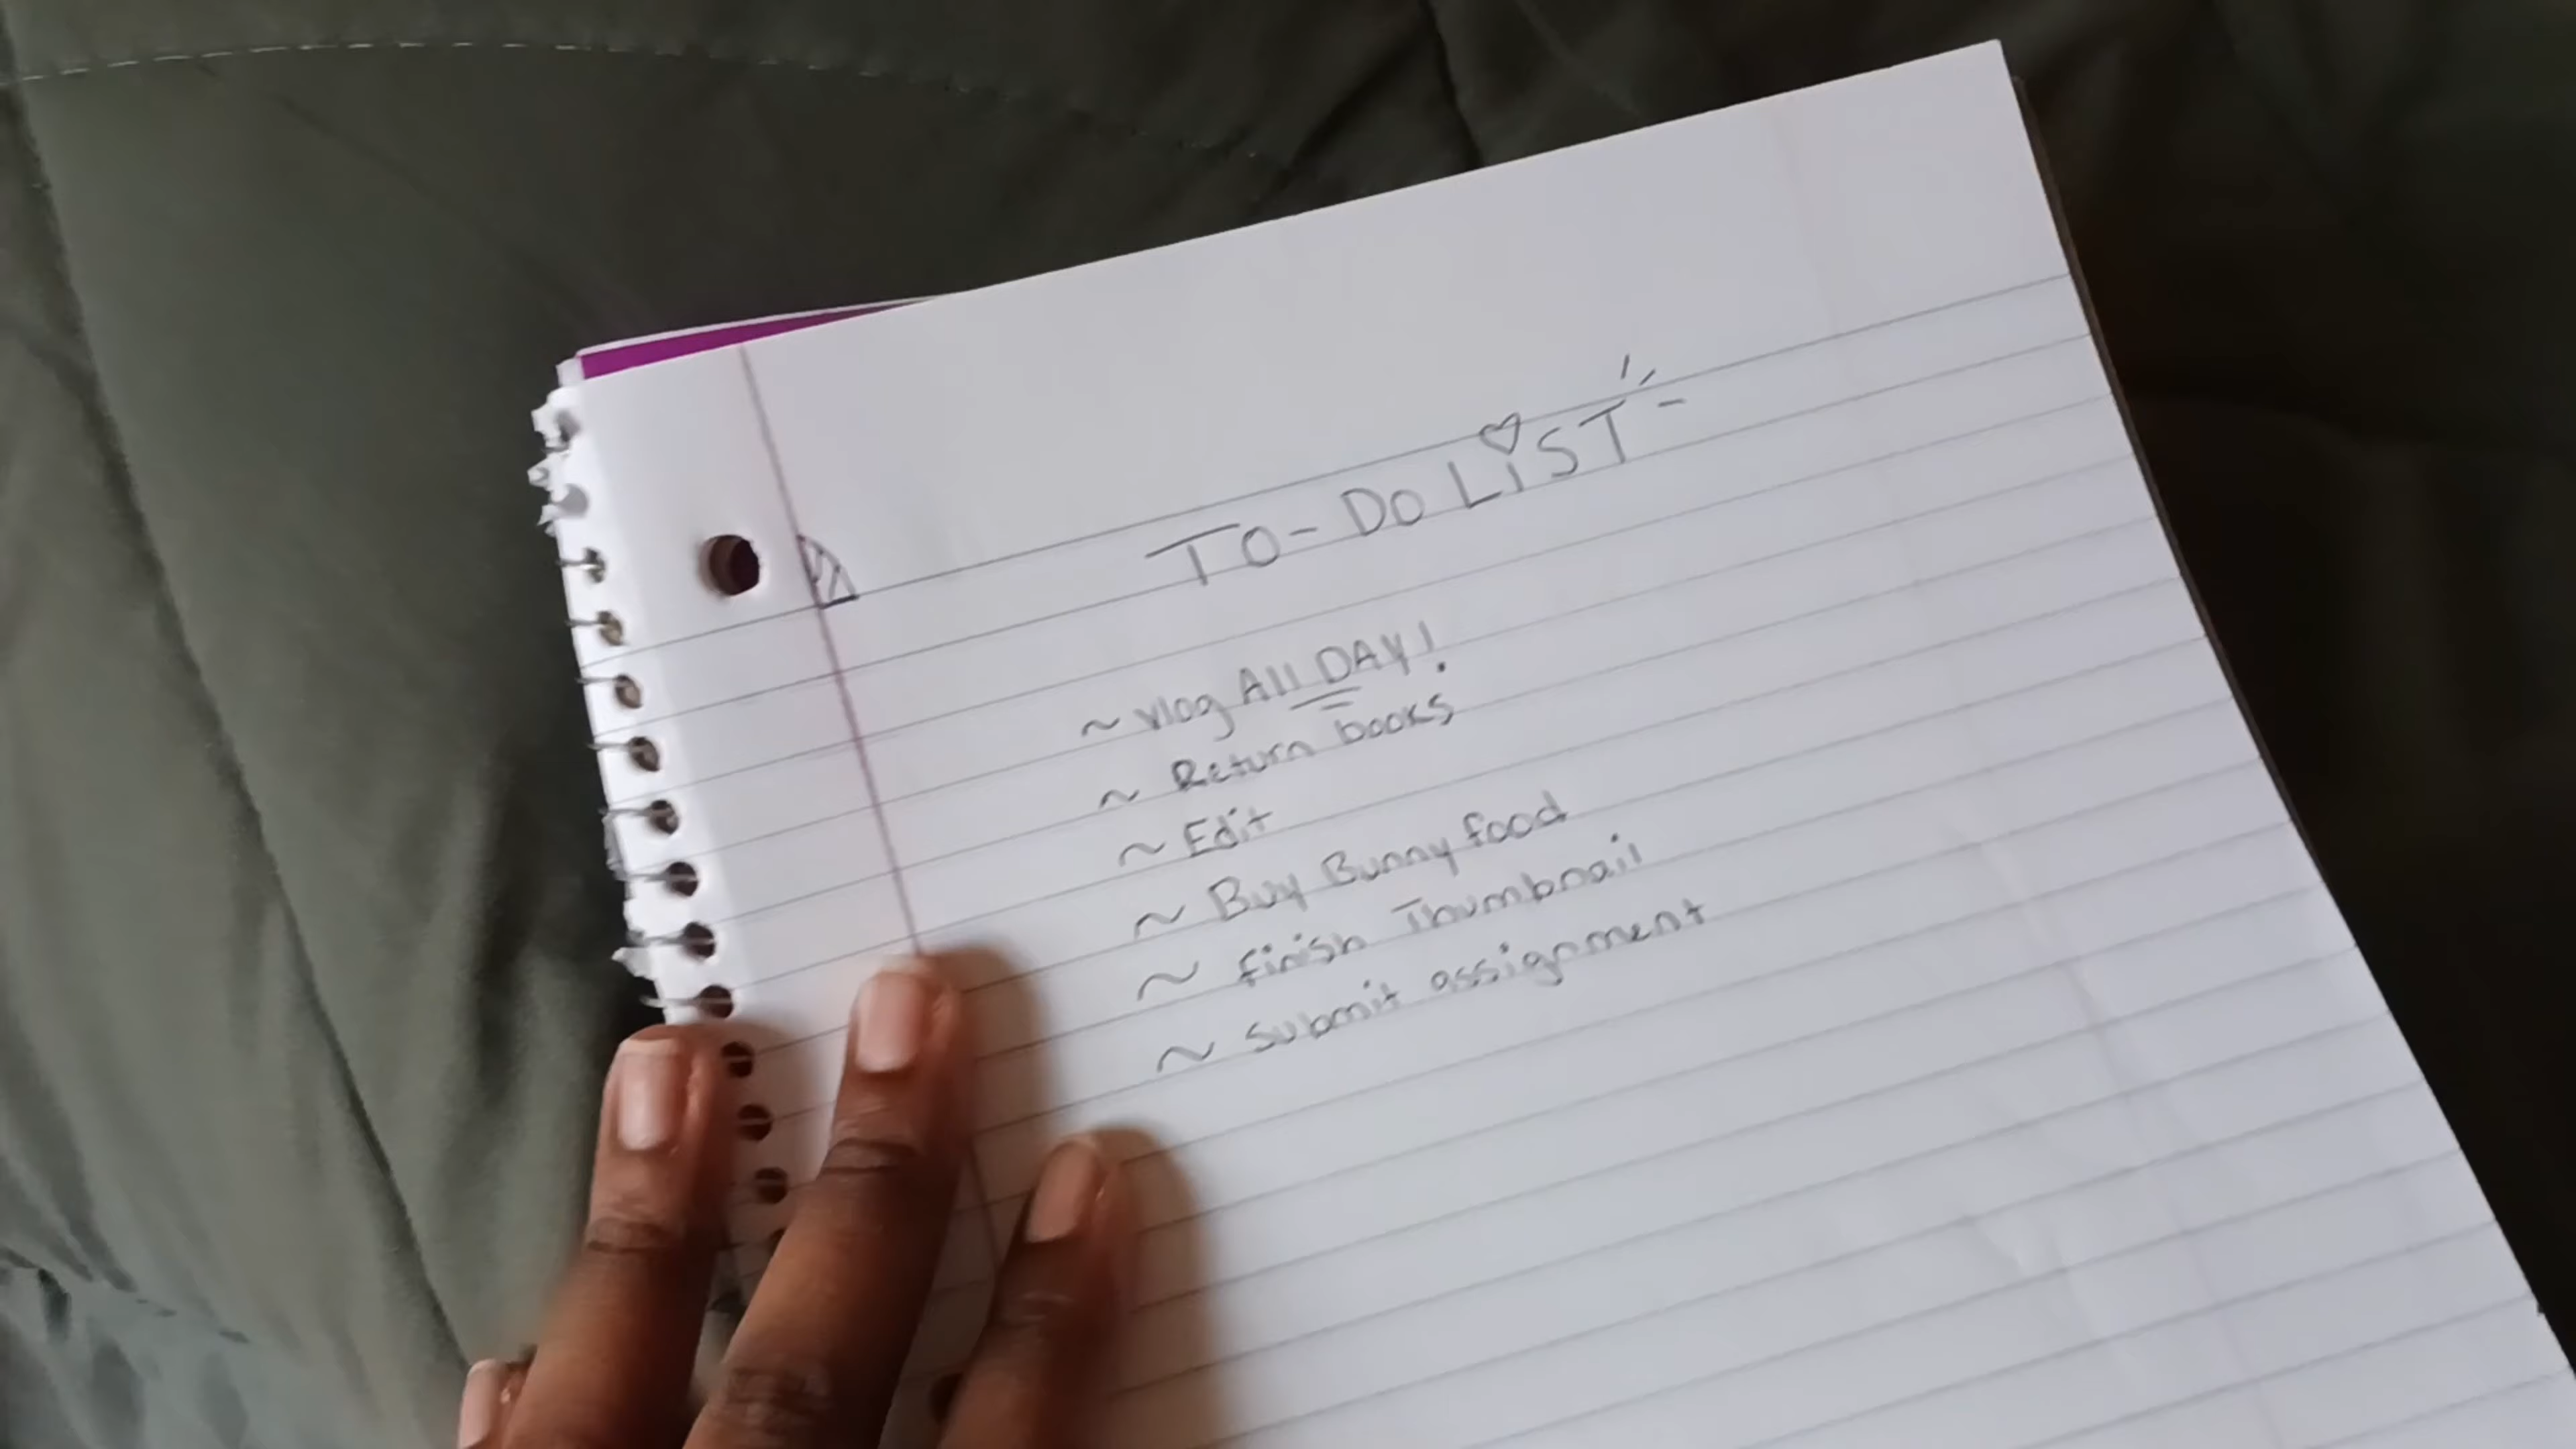 TO-DO LiST
~ vlog All DAY!
~ Return books
~ Edit
~ Buy Bunny food
~ finish Thumbnail
~ submit assignment